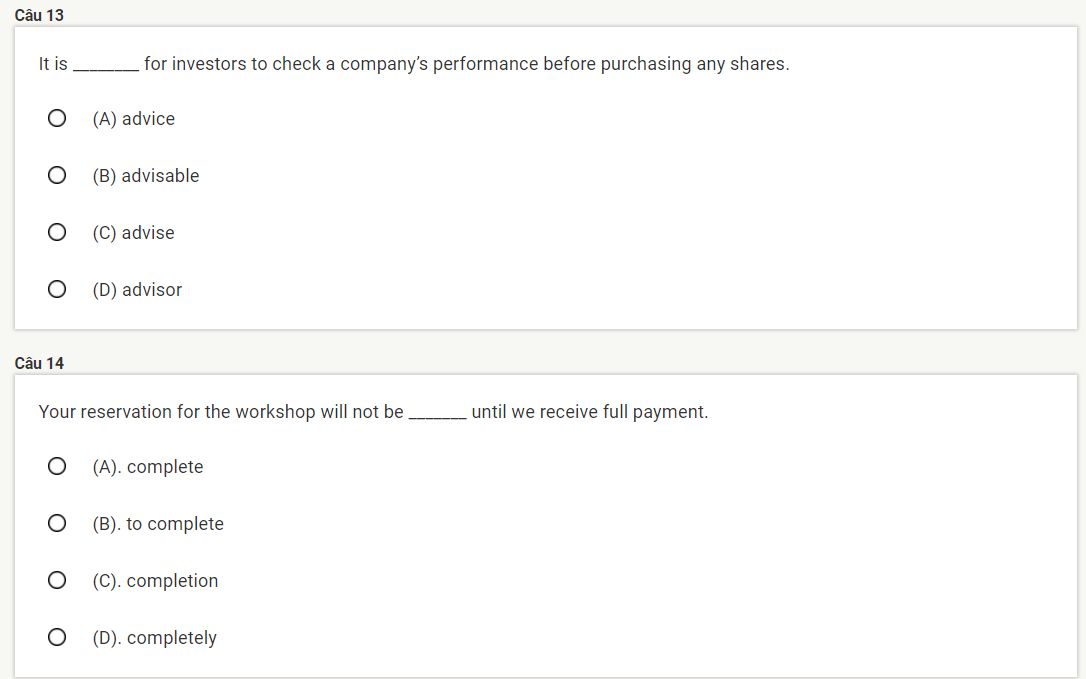 Câu 13
It is ________ for investors to check a company’s performance before purchasing any shares.
(A) advice
(B) advisable
(C) advise
(D) advisor
Câu 14
Your reservation for the workshop will not be _______ until we receive full payment.
(A). complete
(B). to complete
(C). completion
(D). completely